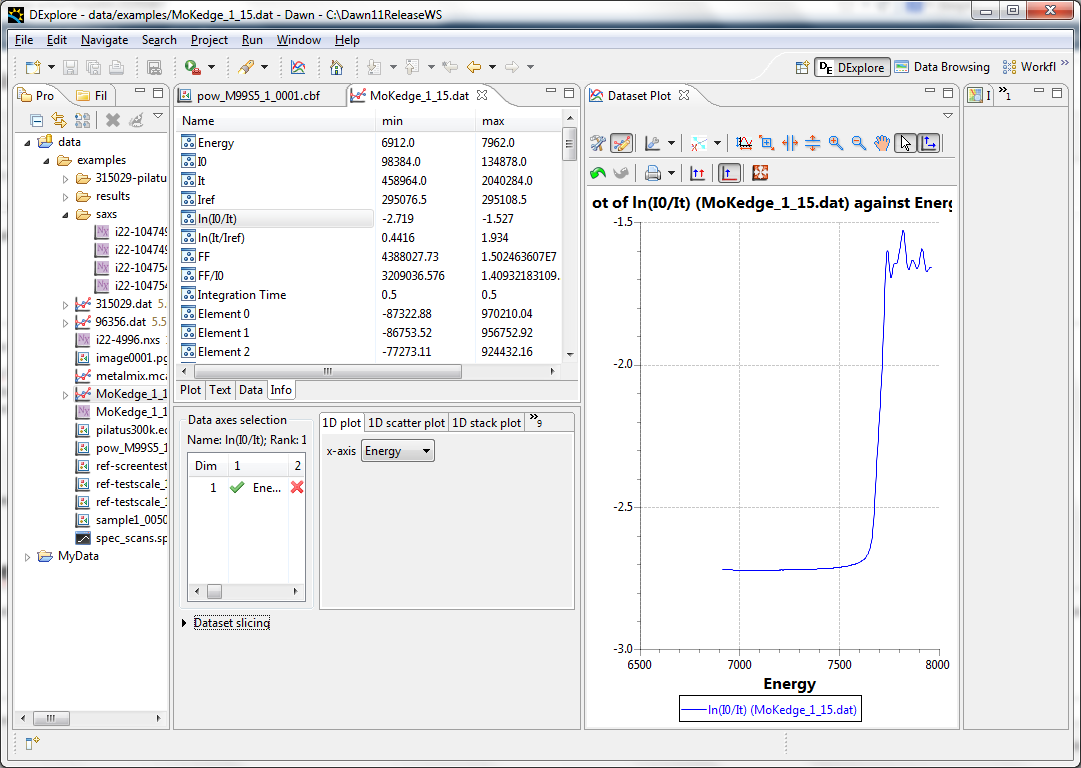 DExplore - data/examples/MoKedge_1_15.dat - Dawn - C:\Dawn11ReleaseWS
File Edit Navigate Search Project Run Window Help
DExplore Data Browsing Workfl »
Pro Fil
data
examples
315029-pilatu
results
saxs
i22-104749
i22-104749
i22-104754
i22-104754
315029.dat 5.
96356.dat 5.5
i22-4996.nxs
image0001.pg
metalmix.mca
MoKedge_1_1
MoKedge_1_1
pilatus300k.ed
pow_M99S5_1
ref-screentest
ref-testscale_
ref-testscale_
sample1_0050
spec_scans.sp
MyData
pow_M99S5_1_0001.cbf MoKedge_1_15.dat
Name min max
Energy 6912.0 7962.0
I0 98384.0 134878.0
It 458964.0 2040284.0
Iref 295076.5 295108.5
ln(I0/It) -2.719 -1.527
ln(It/Iref) 0.4416 1.934
FF 4388027.73 1.502463607E7
FF/I0 3209036.576 1.40932183109.
Integration Time 0.5 0.5
Element 0 -87322.88 970210.04
Element 1 -86753.52 956752.92
Element 2 -77273.11 924432.16
Plot Text Data Info
Data axes selection
Name: ln(I0/It); Rank: 1
Dim 1 2
1 Ene...
Dataset slicing
1D plot 1D scatter plot 1D stack plot »9
x-axis Energy
Dataset Plot
ot of ln(I0/It) (MoKedge_1_15.dat) against Energ
-1.5
-2.0
-2.5
-3.0
6500 7000 7500 8000
Energy
ln(I0/It) (MoKedge_1_15.dat)
I »1